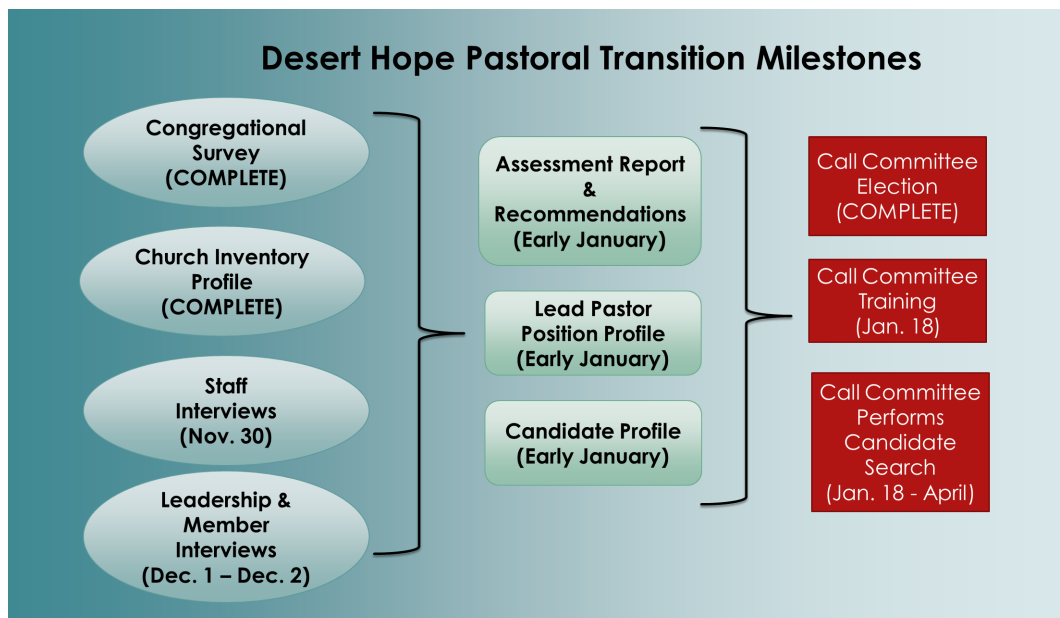 Desert Hope Pastoral Transition Milestones
Congregational
Survey
(COMPLETE)
Church Inventory
Profile
(COMPLETE)
Staff
Interviews
(Nov. 30)
Leadership &
Member
Interviews
(Dec. 1 – Dec. 2)
Assessment Report
&
Recommendations
(Early January)
Lead Pastor
Position Profile
(Early January)
Candidate Profile
(Early January)
Call Committee
Election
(COMPLETE)
Call Committee
Training
(Jan. 18)
Call Committee
Performs
Candidate
Search
(Jan. 18 - April)